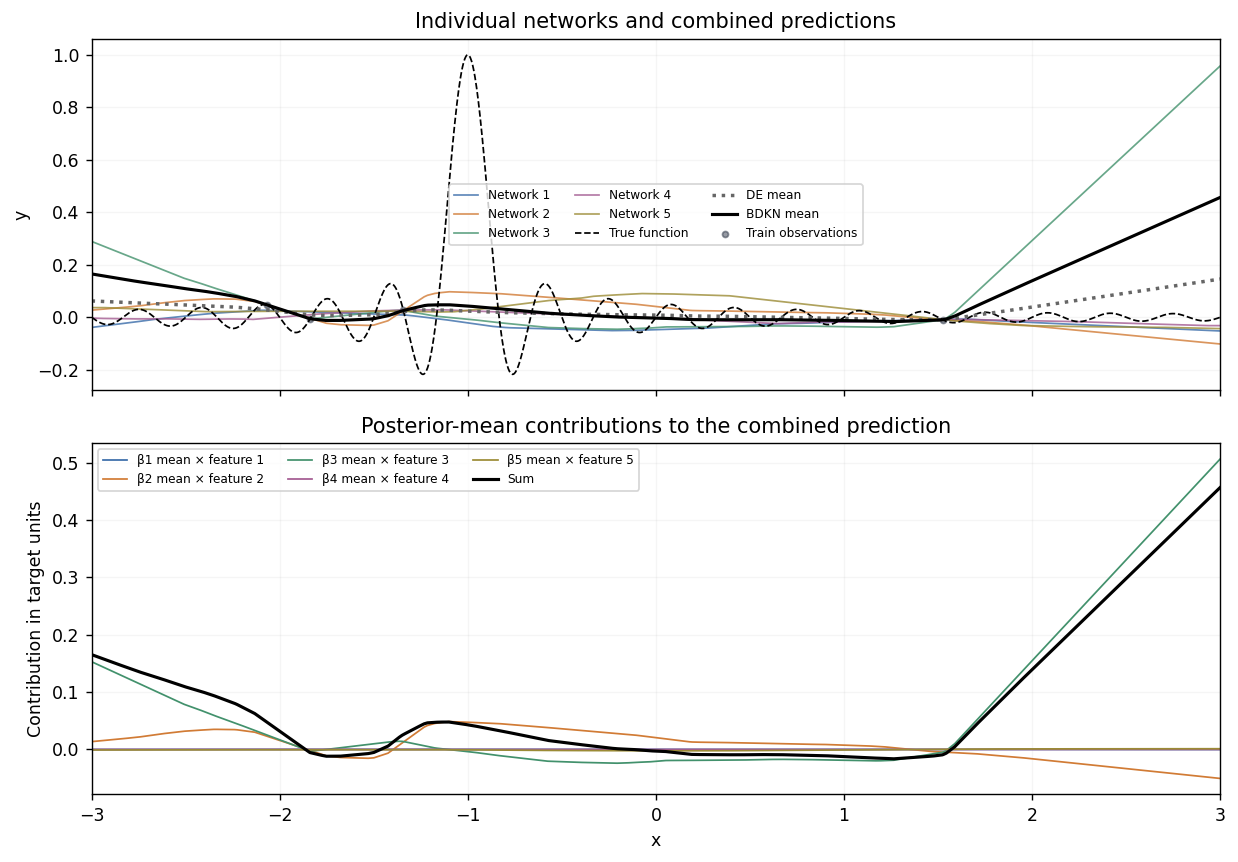 Individual networks and combined predictions
1.0
0.8
0.6
0.4
0.2
0.0
−0.2
y
Network 1
Network 2
Network 3
Network 4
Network 5
True function
DE mean
BDKN mean
Train observations
Posterior-mean contributions to the combined prediction
0.5
0.4
0.3
0.2
0.1
0.0
Contribution in target units
β1 mean × feature 1
β2 mean × feature 2
β3 mean × feature 3
β4 mean × feature 4
β5 mean × feature 5
Sum
−3 −2 −1 0 1 2 3
x